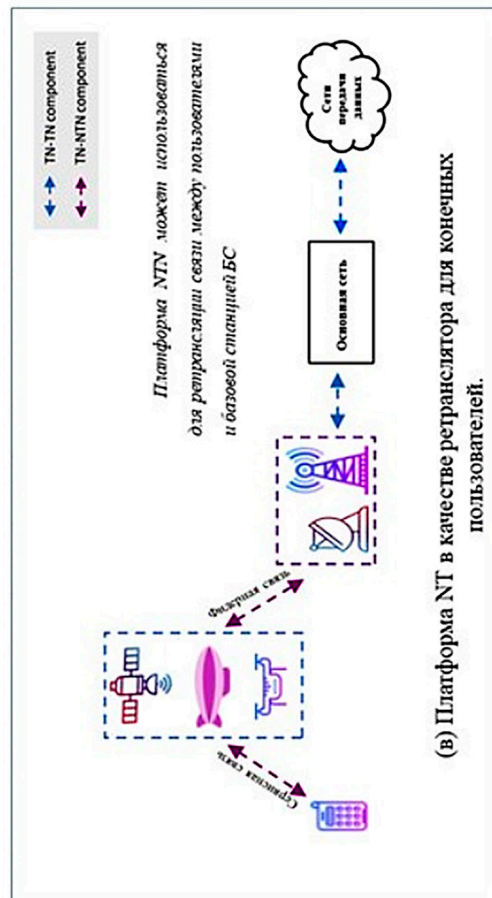 TN-TN component
TN-NTN component
Платформа NTN может использоваться
для ретрансляции связи между пользователями
и базовой станцией БС
Сервисная связь
Фидерная связь
Основная сеть
Сети
передачи
данных
(в) Платформа NT в качестве ретранслятора для конечных
пользователей.